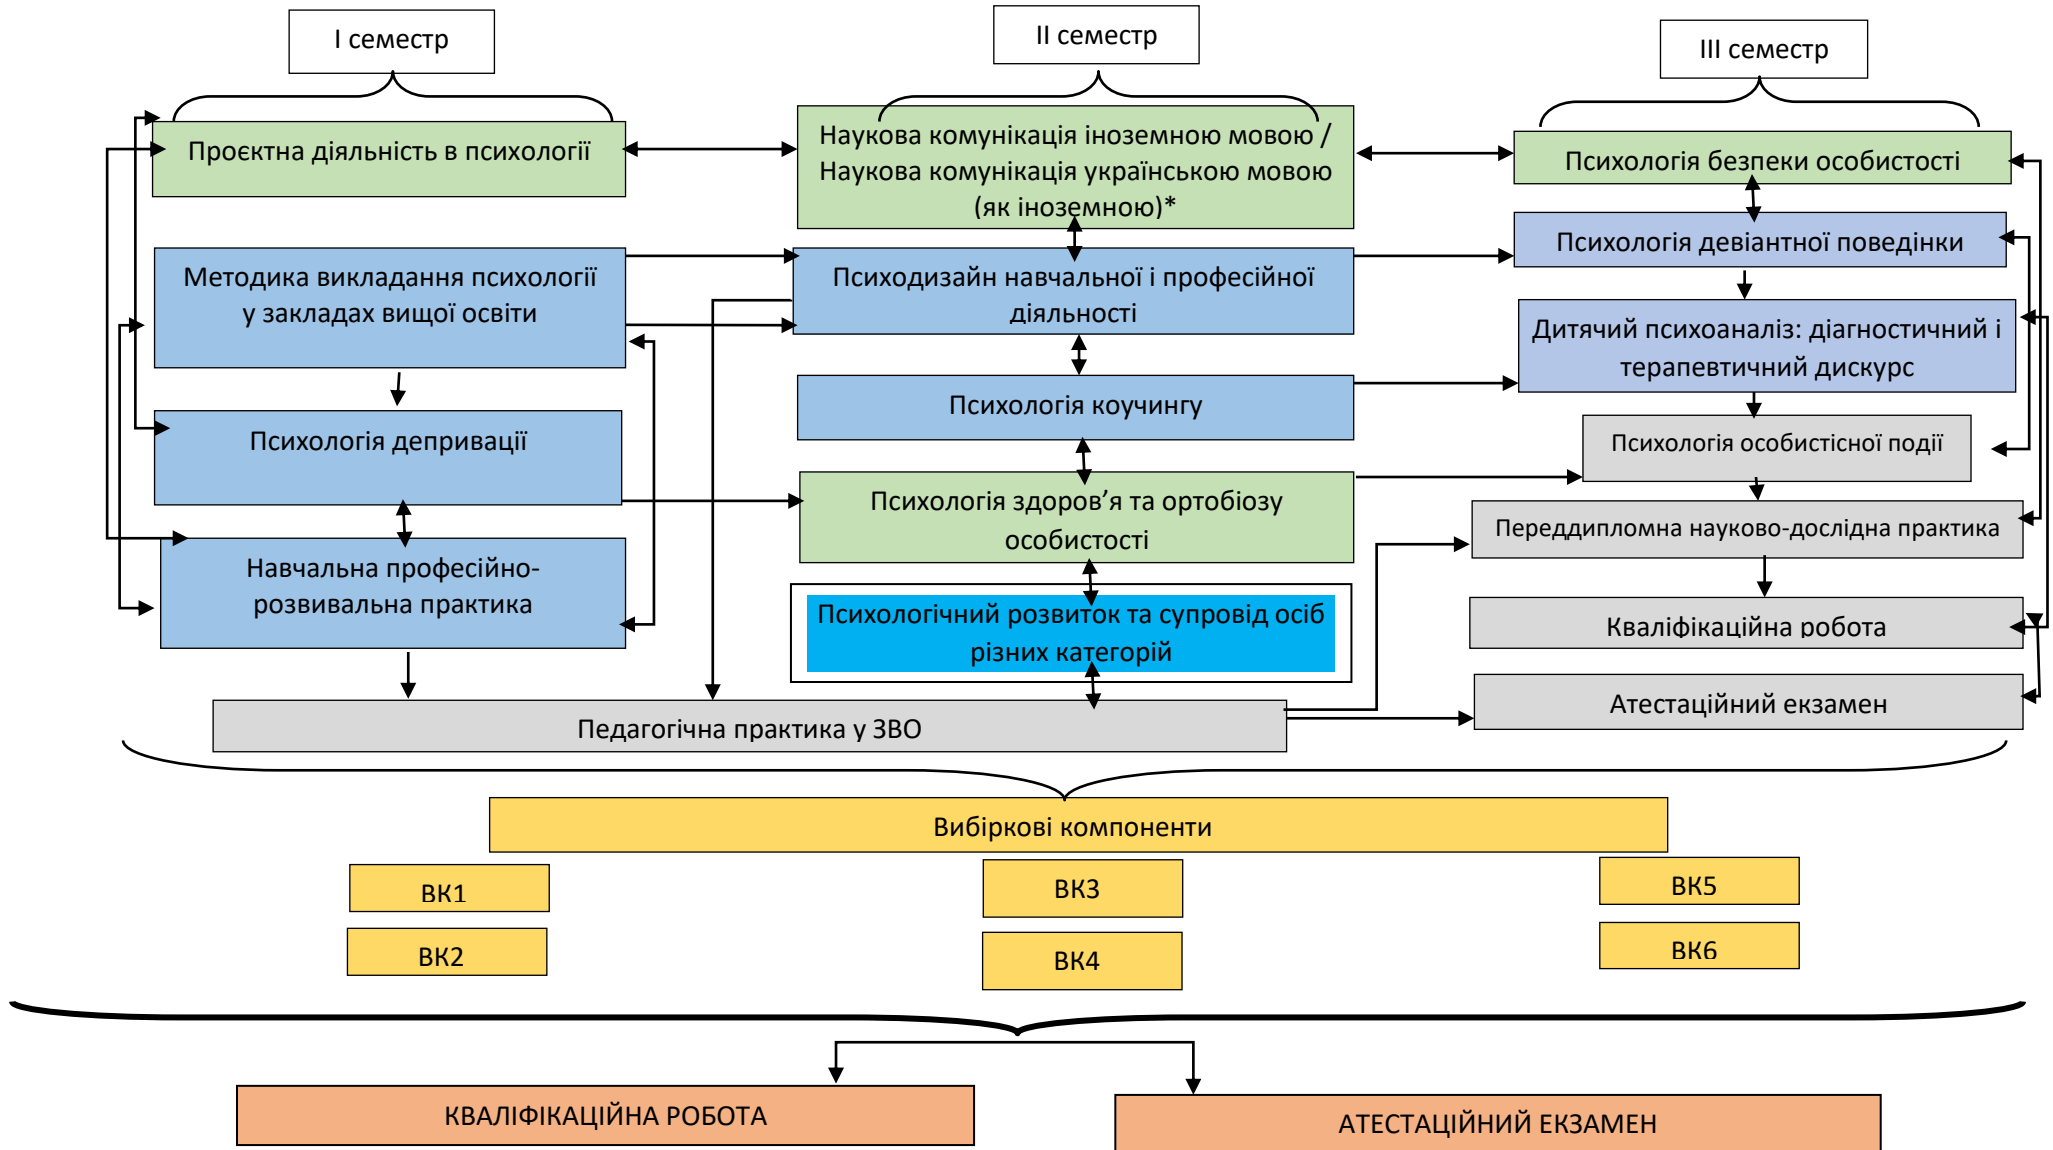 І семестр
ІІ семестр
ІІІ семестр
Проєктна діяльність в психології
Наукова комунікація іноземною мовою /
Наукова комунікація українською мовою
(як іноземною)*
Психологія безпеки особистості
Методика викладання психології
у закладах вищої освіти
Психодизайн навчальної і професійної
діяльності
Психологія девіантної поведінки
Дитячий психоаналіз: діагностичний і
терапевтичний дискурс
Психологія депривації
Психологія коучингу
Психологія особистісної події
Психологія здоров’я та ортобіозу
особистості
Переддипломна науково-дослідна практика
Навчальна професійно-
розвивальна практика
Психологічний розвиток та супровід осіб
різних категорій
Кваліфікаційна робота
Педагогічна практика у ЗВО
Атестаційний екзамен
Вибіркові компоненти
ВК1
ВК3
ВК5
ВК2
ВК4
ВК6
КВАЛІФІКАЦІЙНА РОБОТА
АТЕСТАЦІЙНИЙ ЕКЗАМЕН